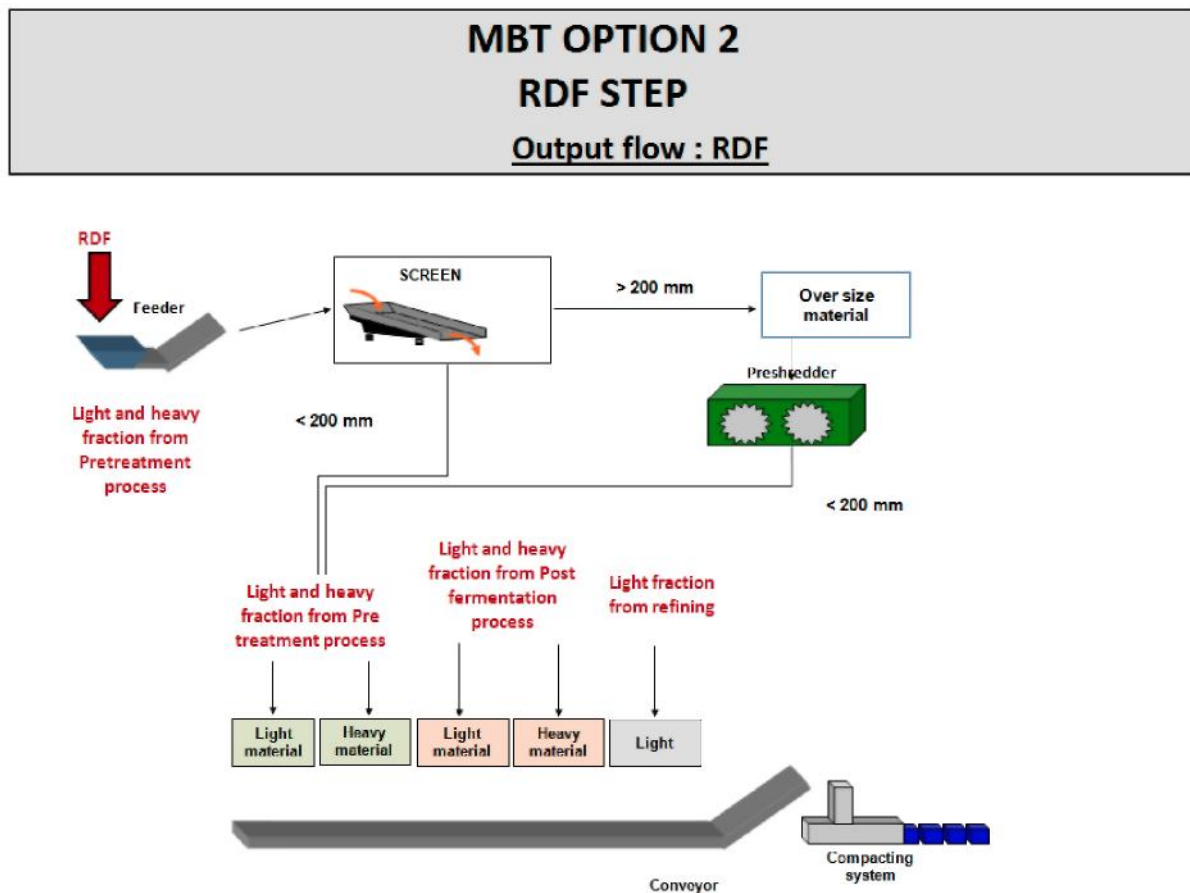 MBT OPTION 2
RDF STEP
Output flow : RDF
RDF
Feeder
SCREEN
> 200 mm
Over size
material
Preshredder
Light and heavy
fraction from
Pretreatment
process
< 200 mm
< 200 mm
Light and heavy
fraction from Pre
treatment process
Light and heavy
fraction from Post
fermentation
process
Light fraction
from refining
Light
material
Heavy
material
Light
material
Heavy
material
Light
Conveyor
Compacting
system